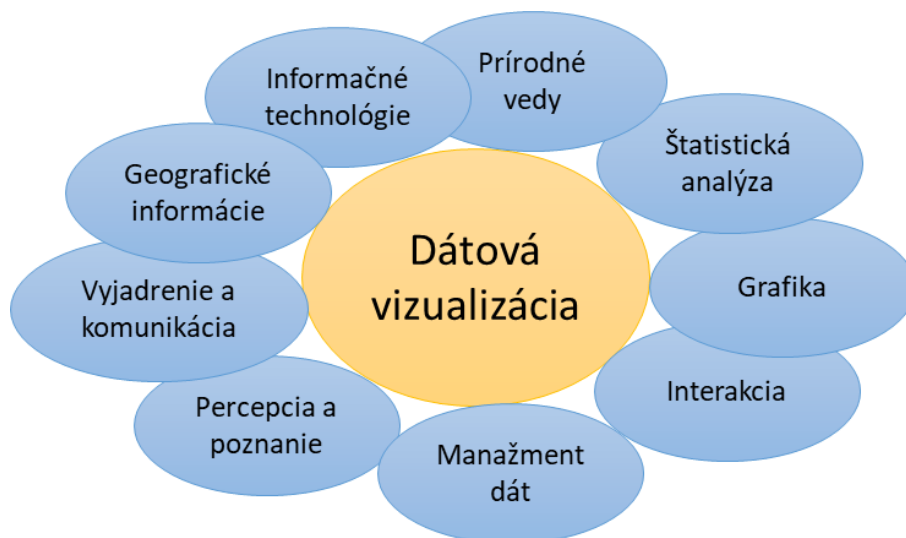 Informačné
technológie
Prírodné
vedy
Štatistická
analýza
Geografické
informácie
Dátová
vizualizácia
Grafika
Vyjadrenie a
komunikácia
Interakcia
Percepcia a
poznanie
Manažment
dát